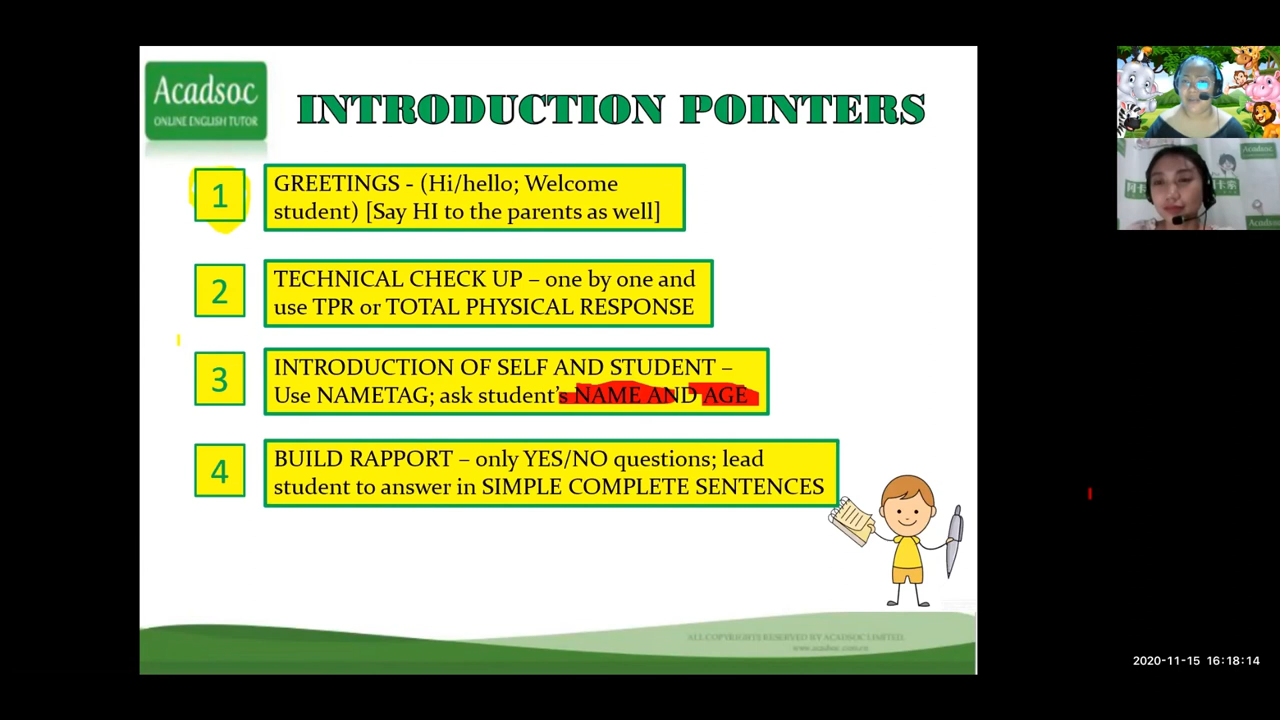 Acadsoc
ONLINE ENGLISH TUTOR
INTRODUCTION POINTERS
1
GREETINGS - (Hi/hello; Welcome
student) [Say HI to the parents as well]
2
TECHNICAL CHECK UP – one by one and
use TPR or TOTAL PHYSICAL RESPONSE
3
INTRODUCTION OF SELF AND STUDENT –
Use NAMETAG; ask student's NAME AND AGE
4
BUILD RAPPORT – only YES/NO questions; lead
student to answer in SIMPLE COMPLETE SENTENCES
ALL COPYRIGHTS RESERVED BY ACADSOC LIMITED.
www.acadsoc.com.cn
Acadsoc
Acadsoc
2020-11-15 16:18:14